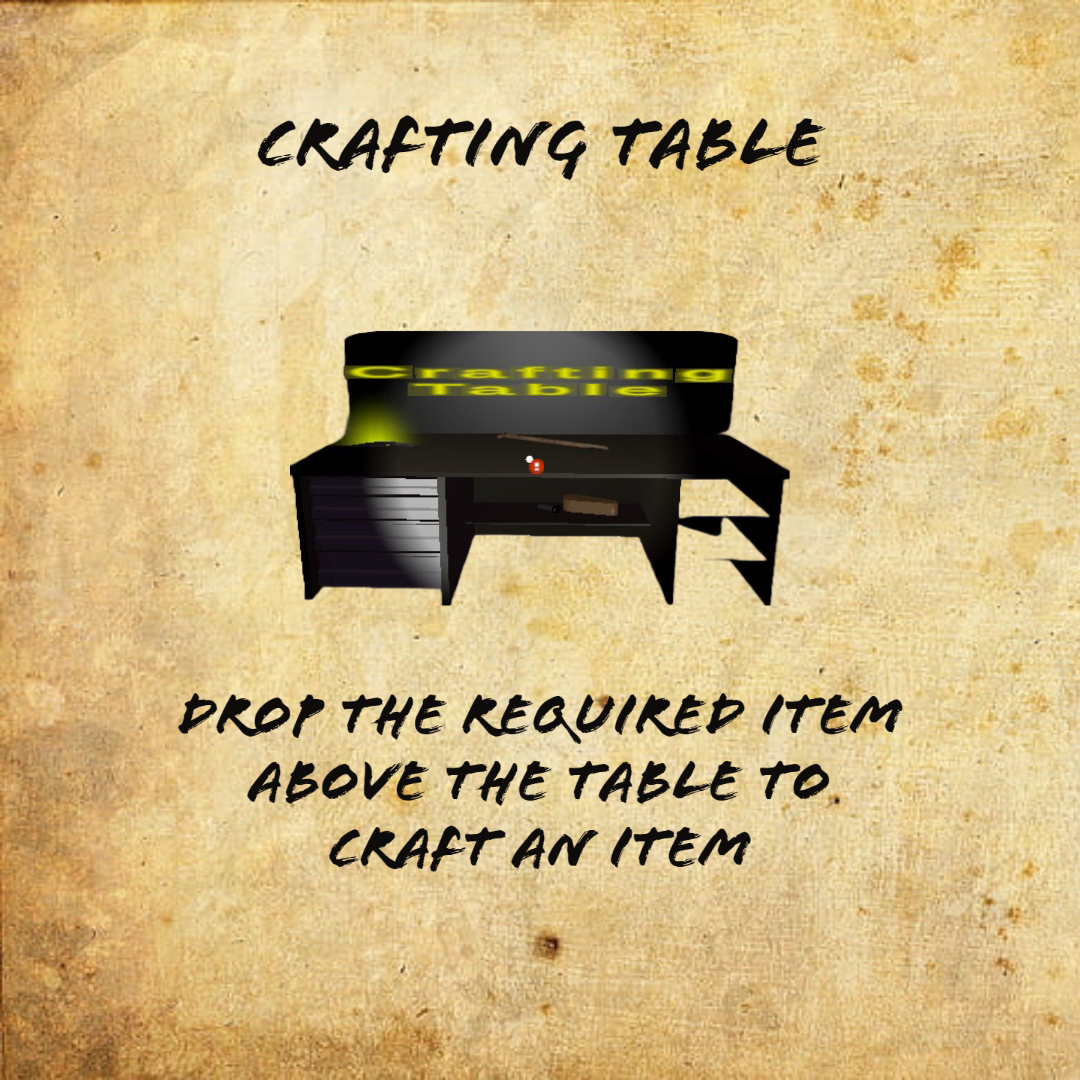 CRAFTING TABLE
Crafting
Table
DROP THE REQUIRED ITEM
ABOVE THE TABLE TO
CRAFT AN ITEM